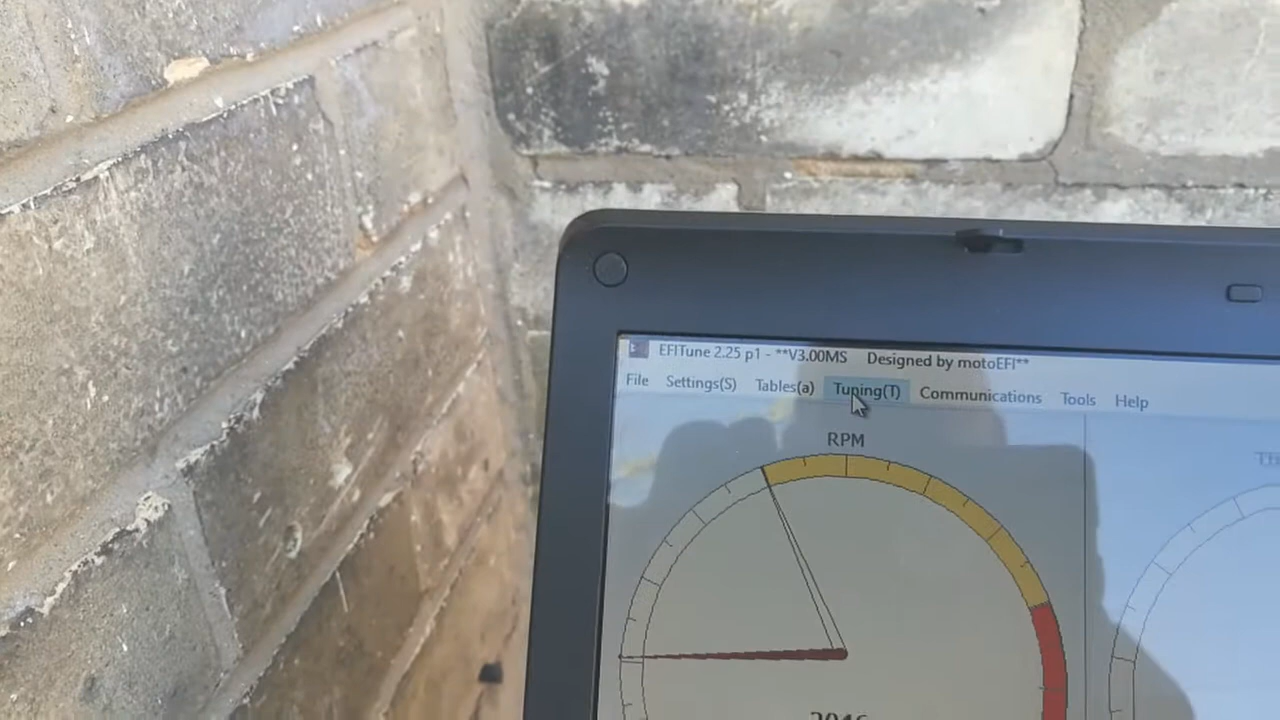 EFITune 2.25 p1 - **V3.00MS Designed by motoEFI**
File Settings(S) Tables(a) Tuning(T) Communications Tools Help
RPM